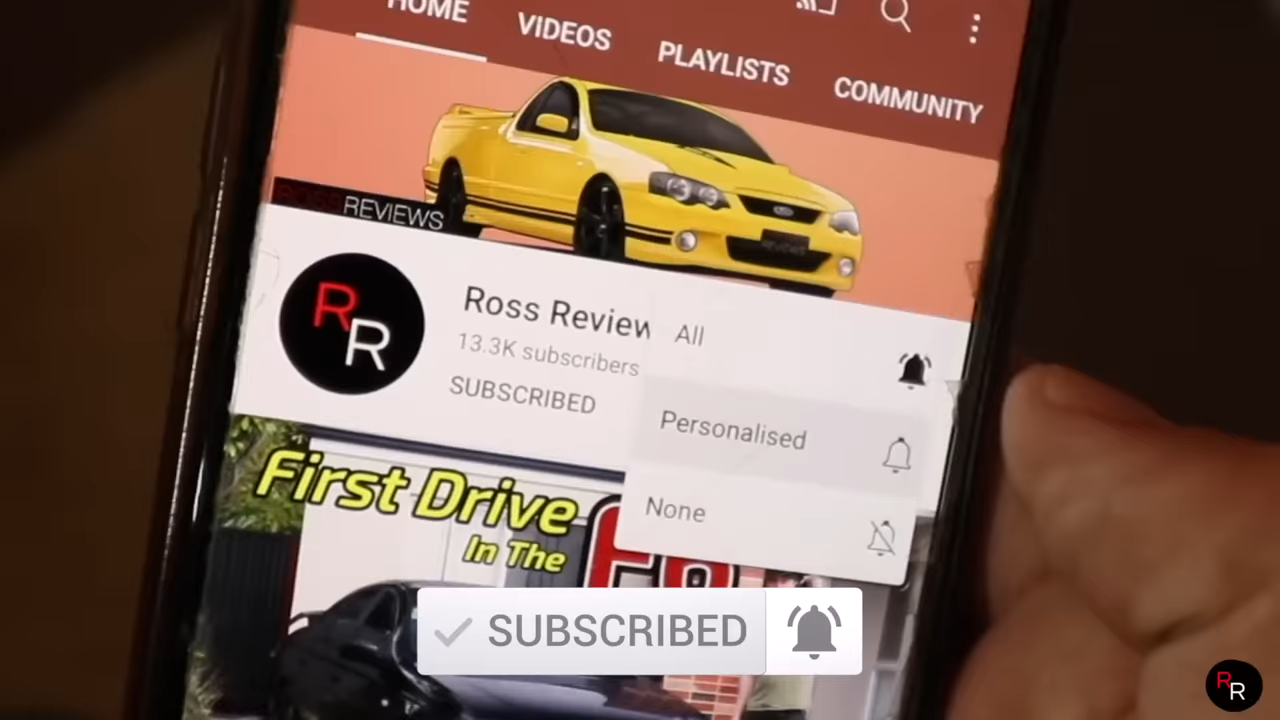 HOME
VIDEOS
PLAYLISTS
COMMUNITY
ROSSREVIEWS
RR
Ross Review
13.3K subscribers
SUBSCRIBED
All
Personalised
None
First Drive
In The
SUBSCRIBED
RR